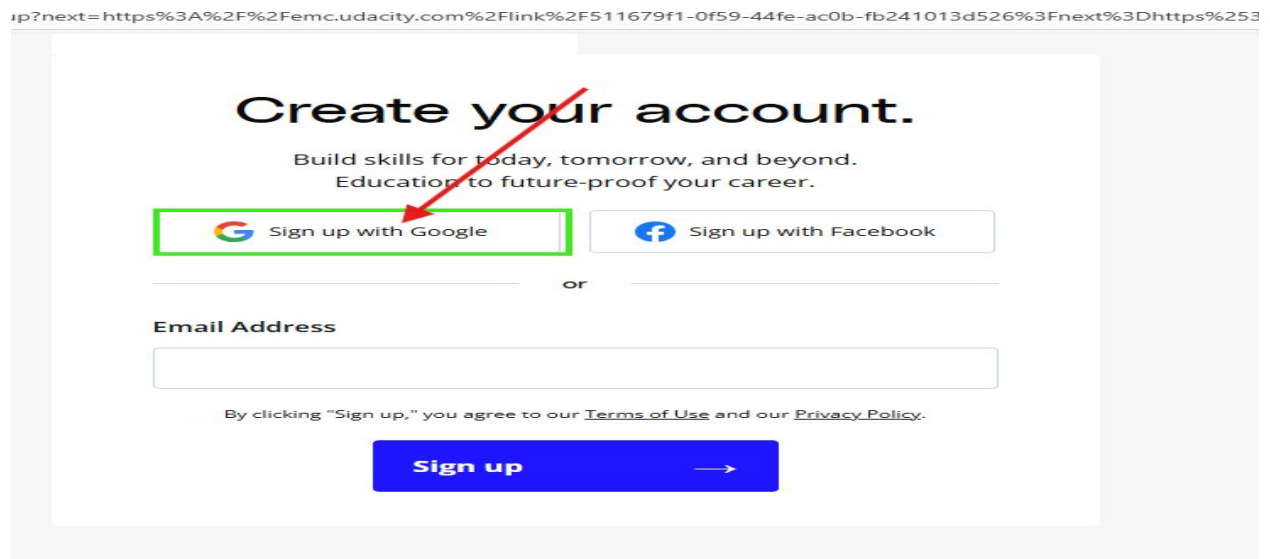 up?next=https%3A%2F%2Femc.udacity.com%2Flink%2F511679f1-0f59-44fe-ac0b-fb241013d526%3Fnext%3Dhttps%253
Create your account.
Build skills for today, tomorrow, and beyond.
Education to future-proof your career.
Sign up with Google
Sign up with Facebook
or
Email Address
By clicking "Sign up," you agree to our Terms of Use and our Privacy Policy.
Sign up